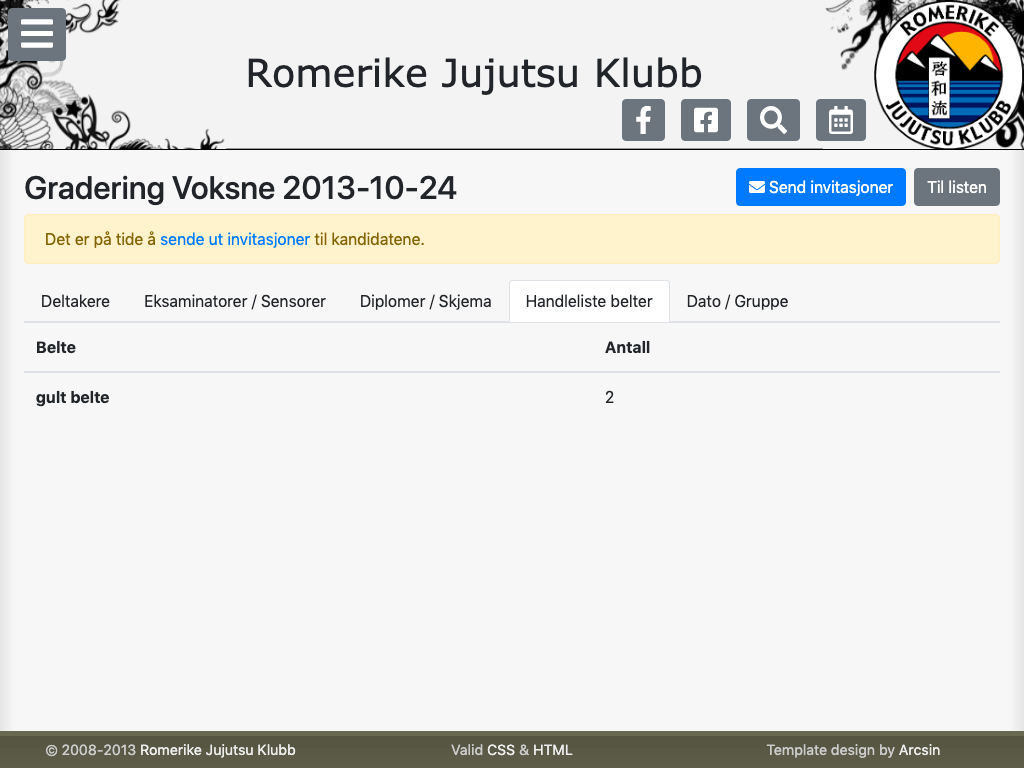 Romerike Jujutsu Klubb
ROMERIKE
啓和流
JUJUTSU KLUBB
Gradering Voksne 2013-10-24
Send invitasjoner
Til listen
Det er på tide å sende ut invitasjoner til kandidatene.
Deltakere
Eksaminatorer / Sensorer
Diplomer / Skjema
Handleliste belter
Dato / Gruppe
Belte Antall
gult belte 2
© 2008-2013 Romerike Jujutsu Klubb
Valid CSS & HTML
Template design by Arcsin